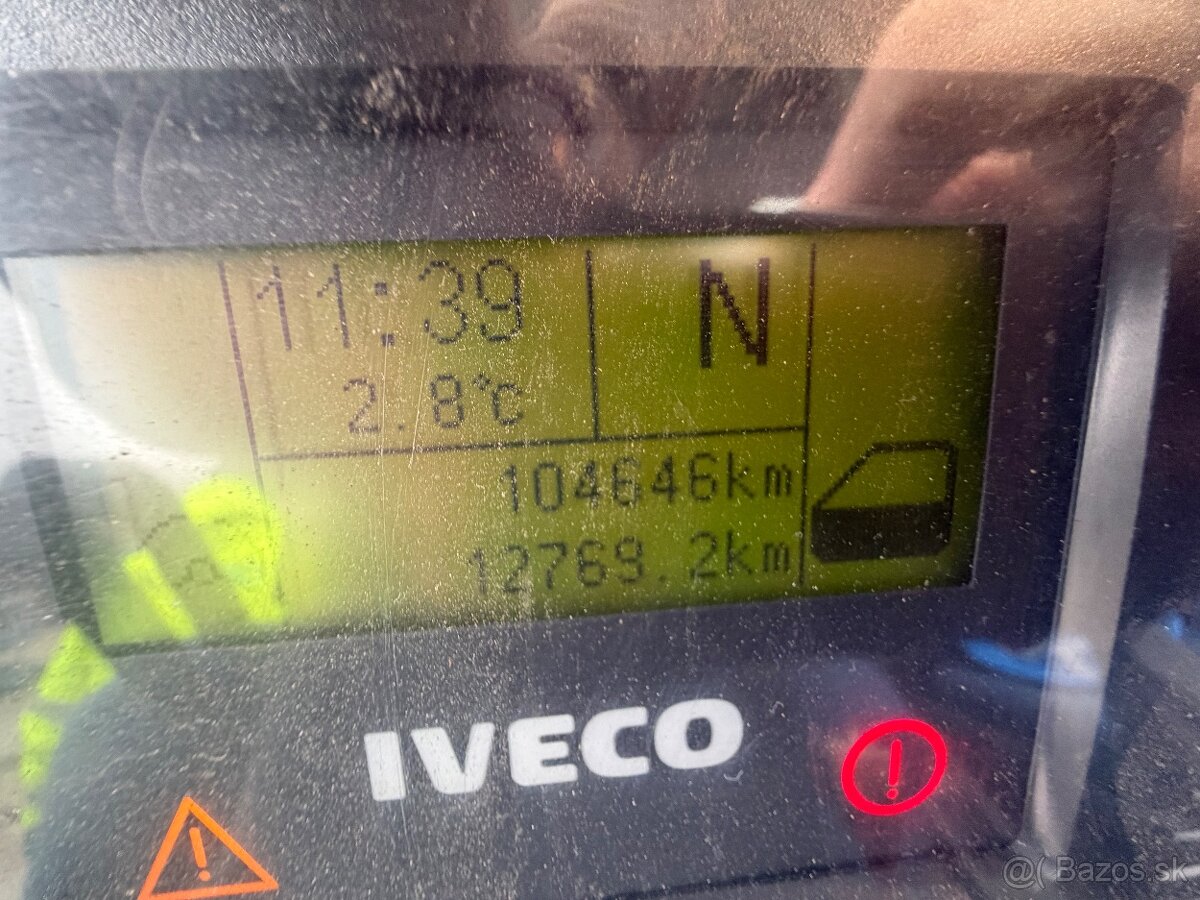 11:39 N
2.8°C
104646km
12769.2km
IVECO
@( Bazos.sk